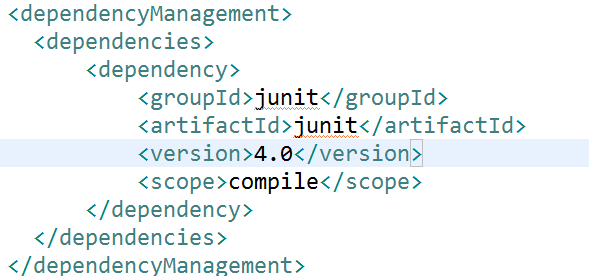 <dependencyManagement>
<dependencies>
<dependency>
<groupId>junit</groupId>
<artifactId>junit</artifactId>
<version>4.0</version>
<scope>compile</scope>
</dependency>
</dependencies>
</dependencyManagement>